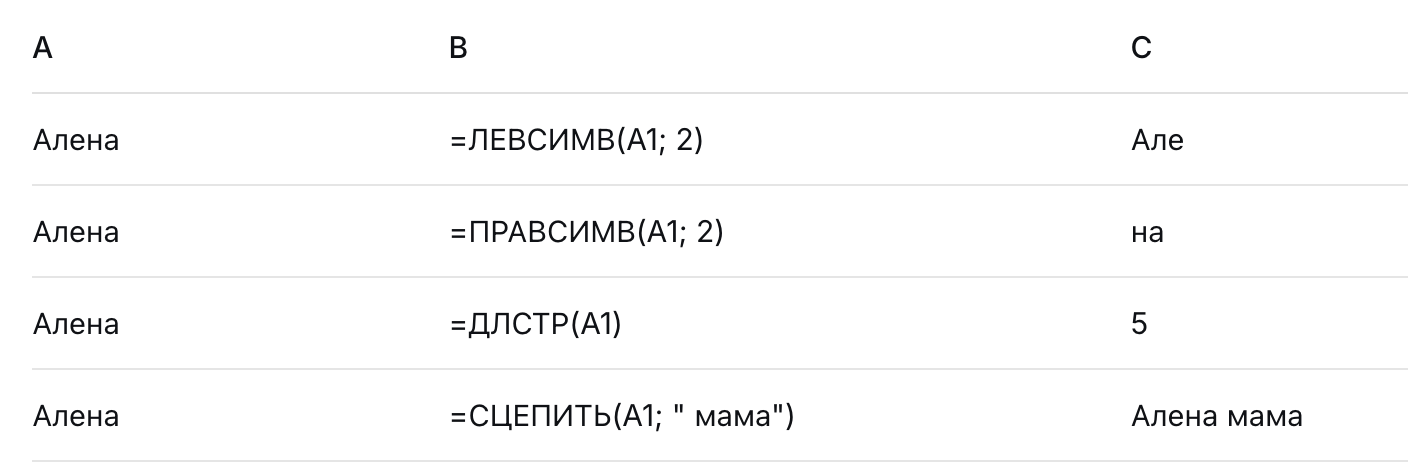 A B C
Алена =ЛЕВСИМВ(A1; 2) Але
Алена =ПРАВСИМВ(A1; 2) на
Алена =ДЛСТР(A1) 5
Алена =СЦЕПИТЬ(A1; " мама") Алена мама